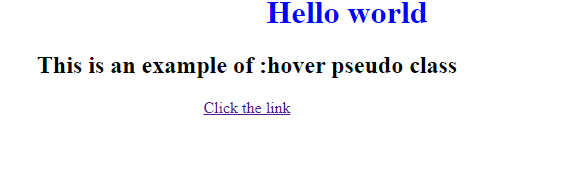 Hello world
This is an example of :hover pseudo class
Click the link